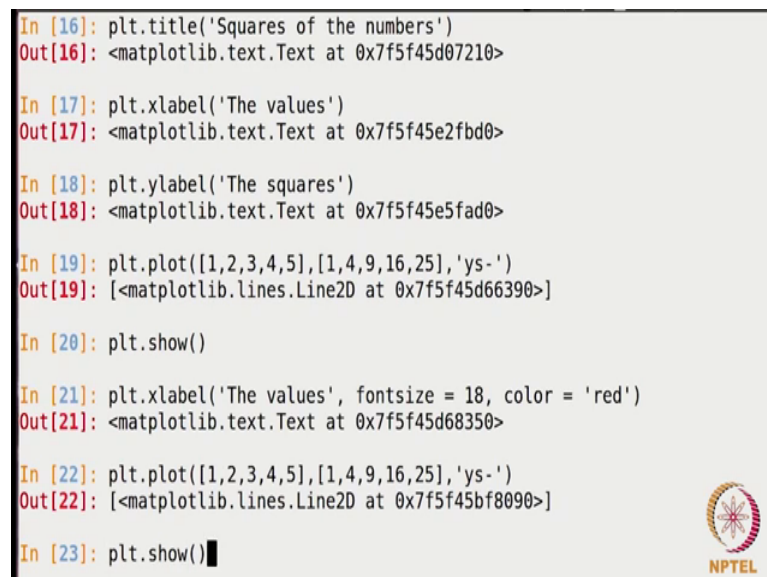 In [16]: plt.title('Squares of the numbers')
Out[16]: <matplotlib.text.Text at 0x7f5f45d07210>
In [17]: plt.xlabel('The values')
Out[17]: <matplotlib.text.Text at 0x7f5f45e2fbd0>
In [18]: plt.ylabel('The squares')
Out[18]: <matplotlib.text.Text at 0x7f5f45e5fad0>
In [19]: plt.plot([1,2,3,4,5],[1,4,9,16,25],'ys-')
Out[19]: [<matplotlib.lines.Line2D at 0x7f5f45d66390>]
In [20]: plt.show()
In [21]: plt.xlabel('The values', fontsize = 18, color = 'red')
Out[21]: <matplotlib.text.Text at 0x7f5f45d68350>
In [22]: plt.plot([1,2,3,4,5],[1,4,9,16,25],'ys-')
Out[22]: [<matplotlib.lines.Line2D at 0x7f5f45bf8090>]
In [23]: plt.show()
NPTEL